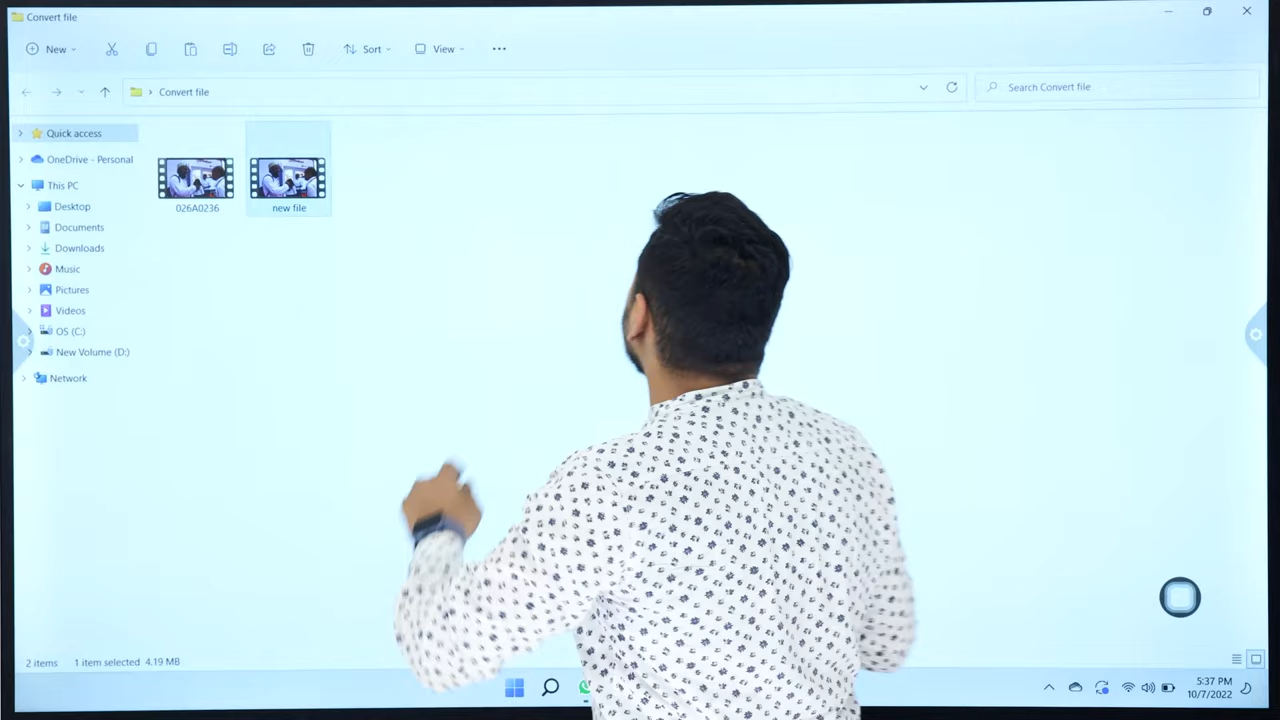 Convert file
New
Sort
View
Convert file
Search Convert file
Quick access
OneDrive - Personal
This PC
Desktop
Documents
Downloads
Music
Pictures
Videos
OS (C:)
New Volume (D:)
Network
026A0236
new file
2 items 1 item selected 4.19 MB
5:37 PM
10/7/2022